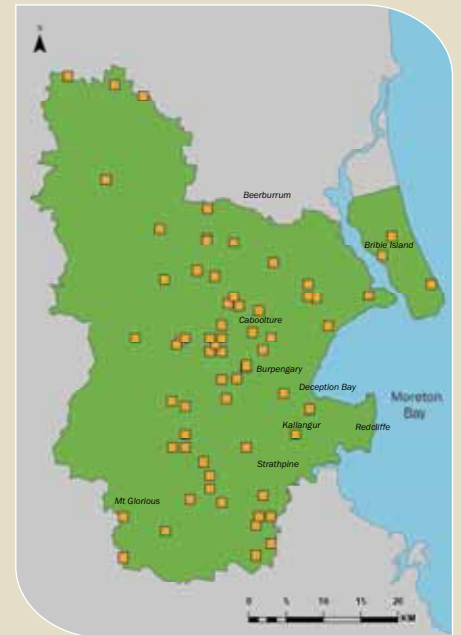 N
Beerburrum
Bribie Island
Caboolture
Burpengary
Deception Bay
Moreton
Bay
Kallangur
Redcliffe
Strathpine
Mt Glorious
0 5 10 15 20
KM